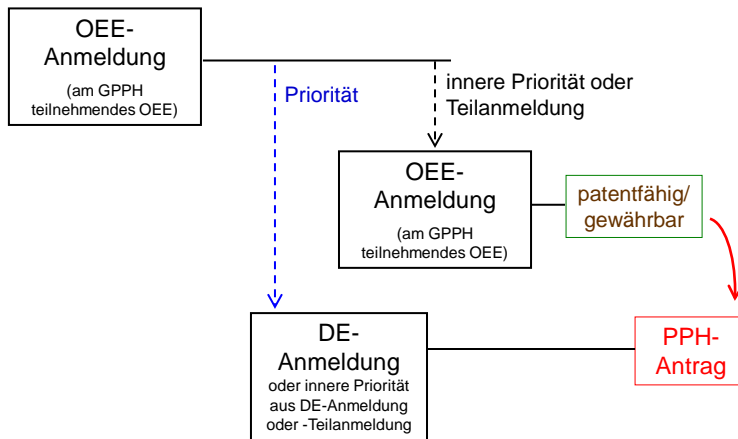 OEE-
Anmeldung
(am GPPH
teilnehmendes OEE)
Priorität
innere Priorität oder
Teilanmeldung
OEE-
Anmeldung
(am GPPH
teilnehmendes OEE)
patentfähig/
gewährbar
DE-
Anmeldung
oder innere Priorität
aus DE-Anmeldung
oder -Teilanmeldung
PPH-
Antrag